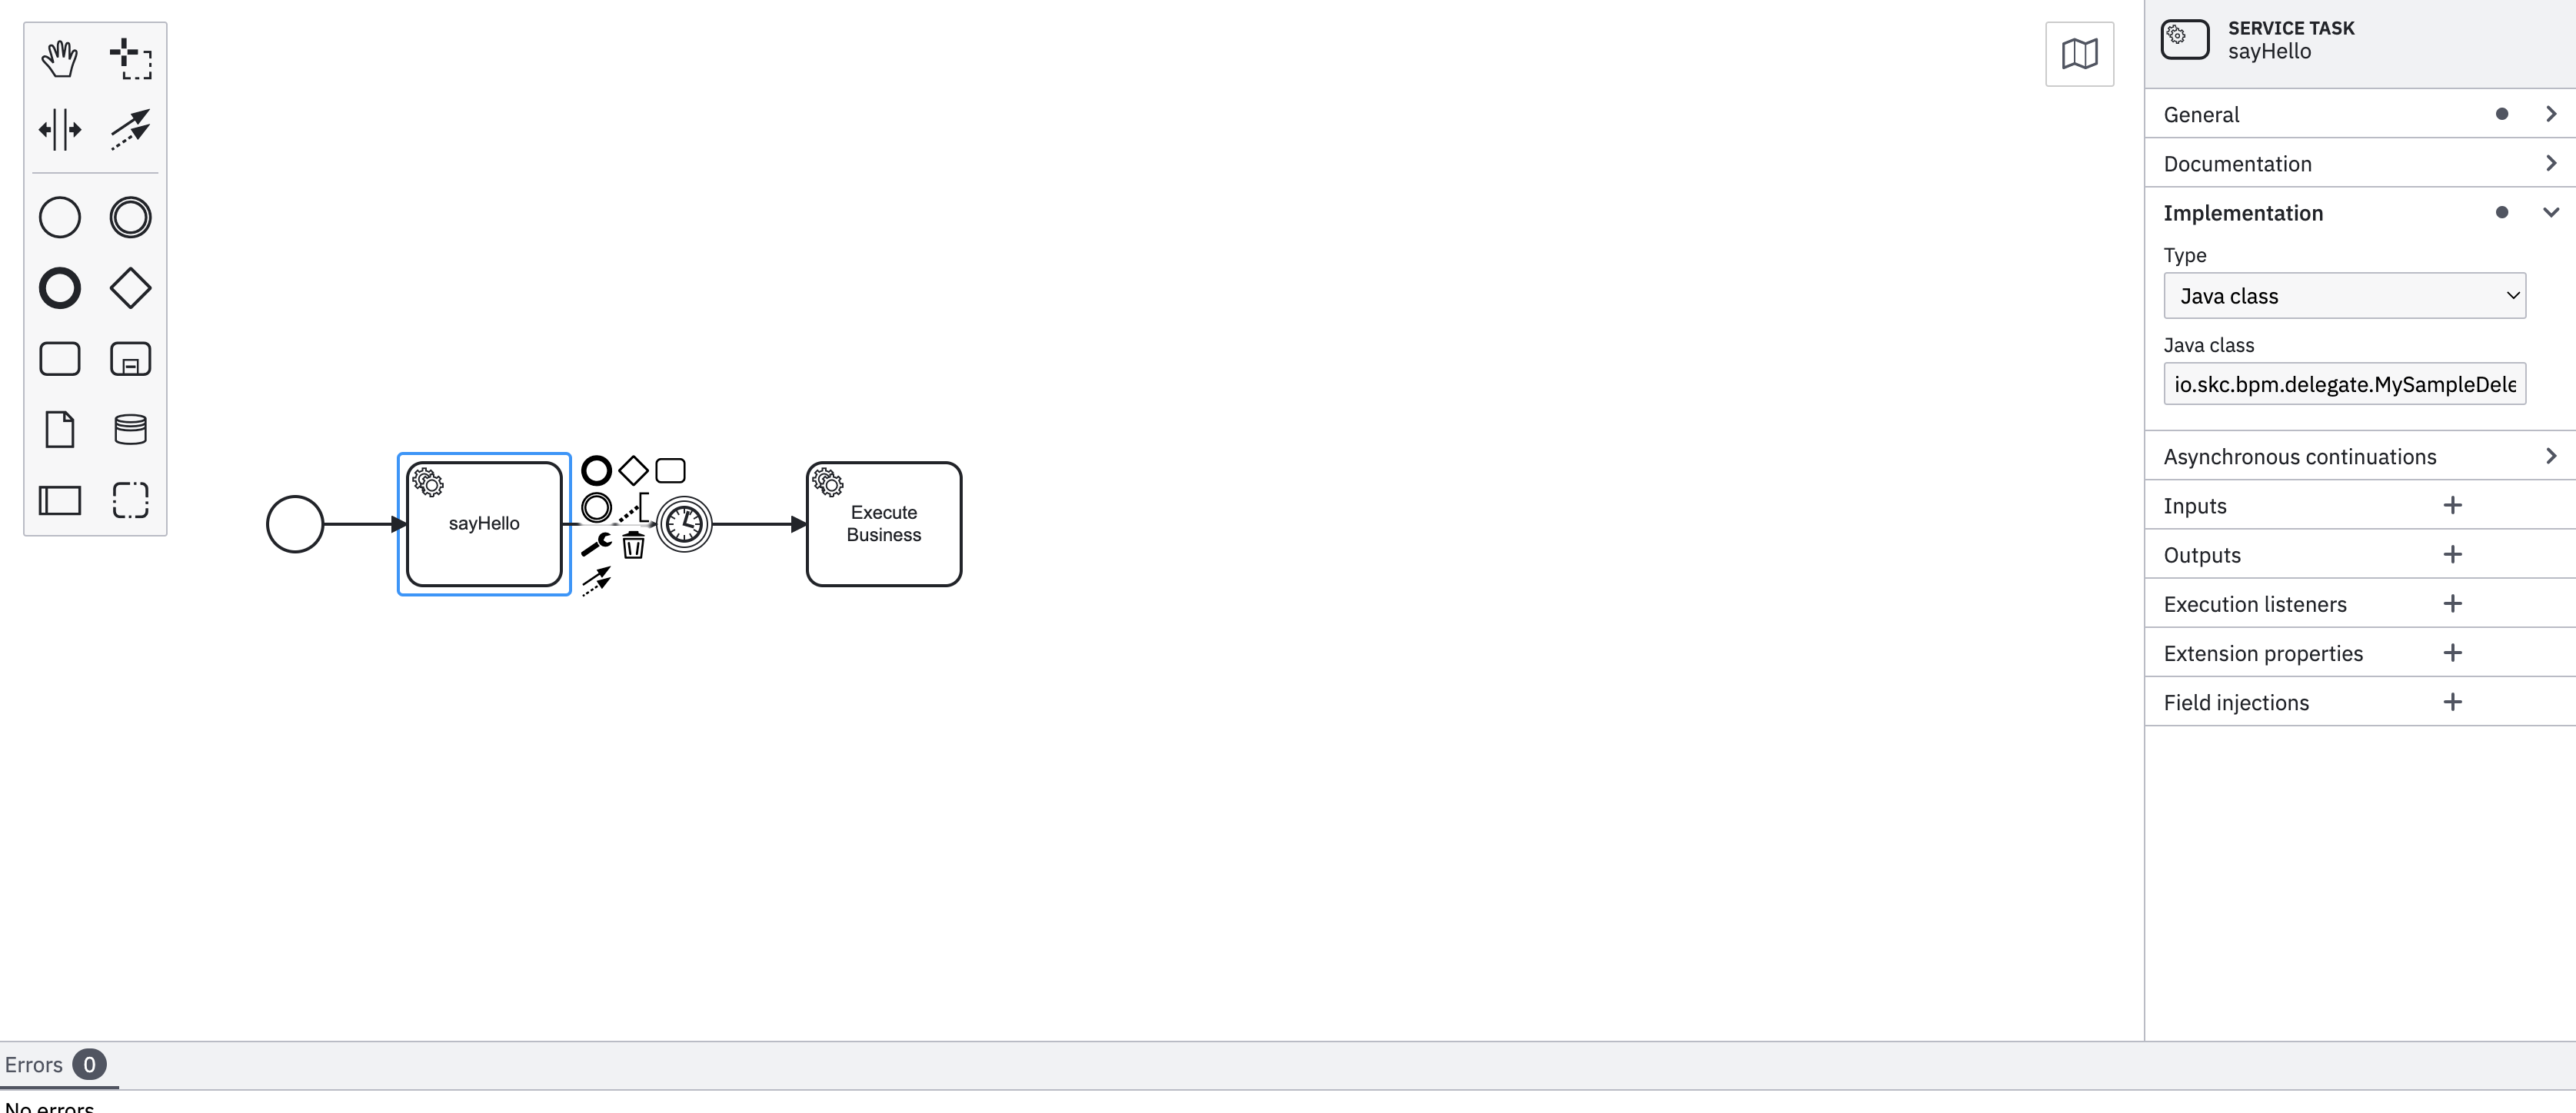 SERVICE TASK
sayHello
General
Documentation
Implementation
Type
Java class
Java class
io.skc.bpm.delegate.MySampleDele
Asynchronous continuations
Inputs
Outputs
Execution listeners
Extension properties
Field injections
sayHello
Execute
Business
Errors 0
No errors